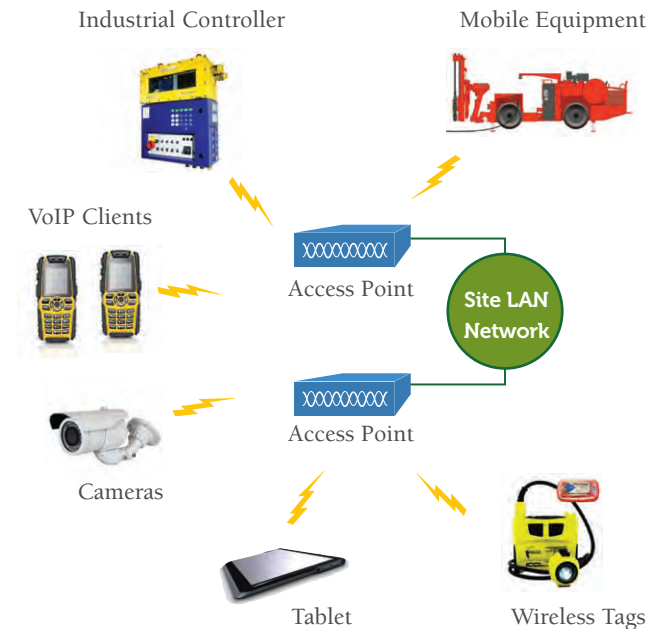 Industrial Controller
Mobile Equipment
VoIP Clients
Access Point
Site LAN
Network
Access Point
Cameras
Tablet
Wireless Tags